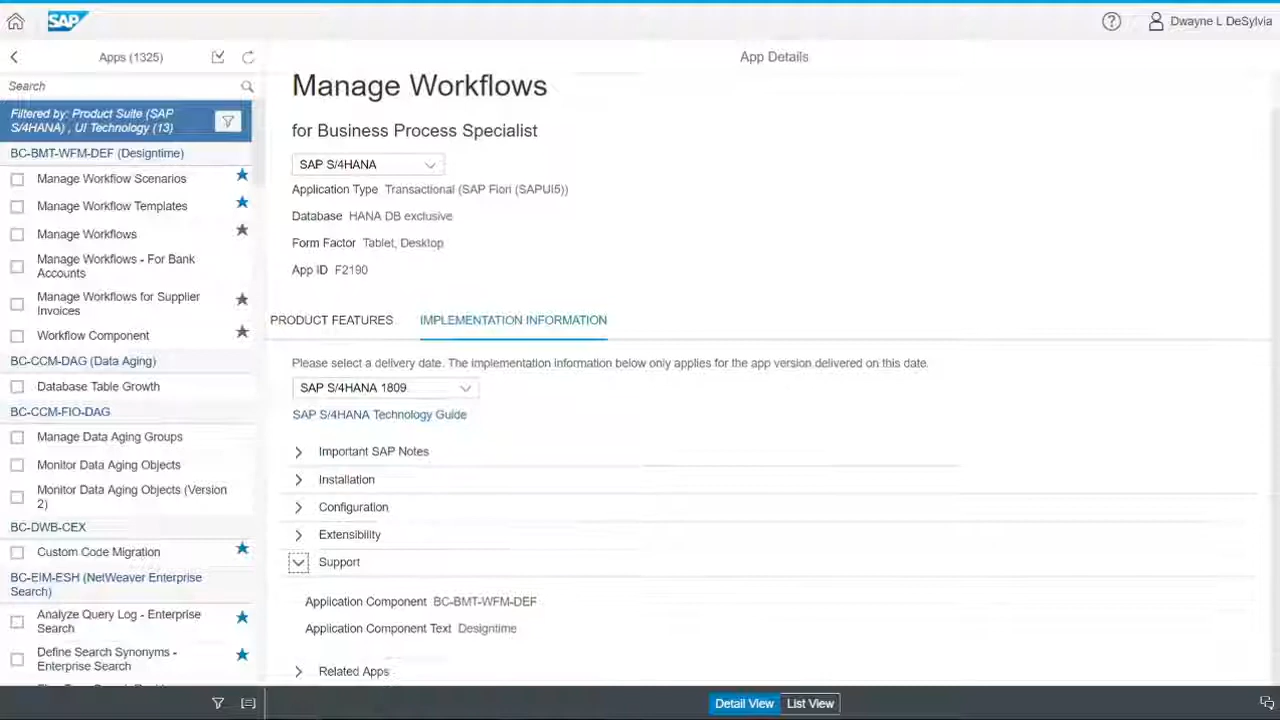 SAP
Dwayne L DeSylvia
Apps (1325)
App Details
Search
Filtered by: Product Suite (SAP
S/4HANA) , UI Technology (13)
BC-BMT-WFM-DEF (Designtime)
Manage Workflow Scenarios
Manage Workflow Templates
Manage Workflows
Manage Workflows - For Bank
Accounts
Manage Workflows for Supplier
Invoices
Workflow Component
BC-CCM-DAG (Data Aging)
Database Table Growth
BC-CCM-FIO-DAG
Manage Data Aging Groups
Monitor Data Aging Objects
Monitor Data Aging Objects (Version
2)
BC-DWB-CEX
Custom Code Migration
BC-EIM-ESH (NetWeaver Enterprise
Search)
Analyze Query Log - Enterprise
Search
Define Search Synonyms -
Enterprise Search
Manage Workflows
for Business Process Specialist
SAP S/4HANA
Application Type Transactional (SAP Fiori (SAPUI5))
Database HANA DB exclusive
Form Factor Tablet, Desktop
App ID F2190
PRODUCT FEATURES
IMPLEMENTATION INFORMATION
Please select a delivery date. The implementation information below only applies for the app version delivered on this date.
SAP S/4HANA 1809
SAP S/4HANA Technology Guide
Important SAP Notes
Installation
Configuration
Extensibility
Support
Application Component BC-BMT-WFM-DEF
Application Component Text Designtime
Related Apps
Detail View
List View